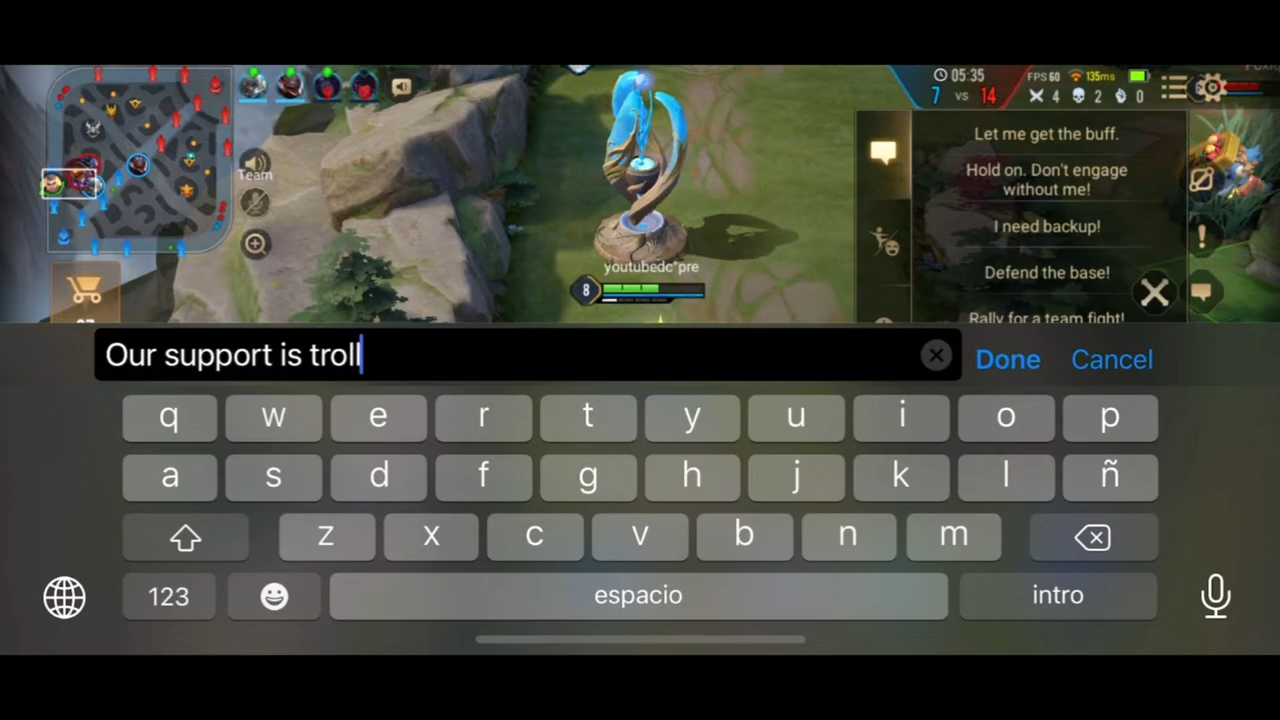 05:35
FPS60
135ms
7 vs 14
4
2
0
Team
Let me get the buff.
Hold on. Don't engage
without me!
I need backup!
Defend the base!
Rally for a team fight!
youtubedc*pre
8
Our support is troll
Done
Cancel
q w e r t y u i o p
a s d f g h j k l ñ
z x c v b n m
123
espacio
intro